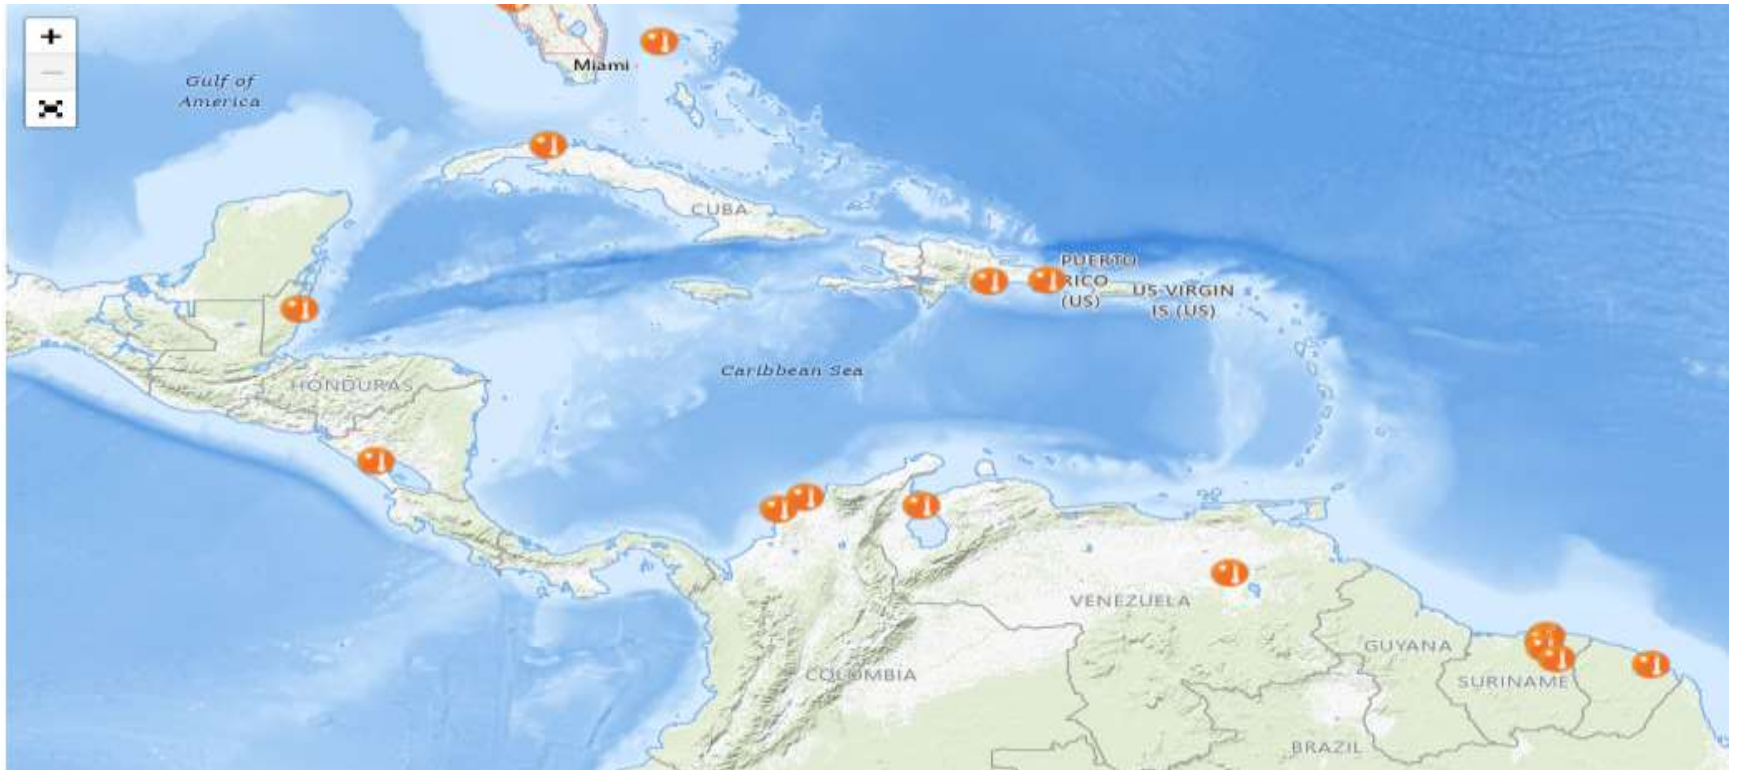 +
Gulf of
America
Miami
CUBA
PUERTO
RICO
(US)
US VIRGIN
IS (US)
Caribbean Sea
HONDURAS
VENEZUELA
GUYANA
COLOMBIA
SURINAME
BRAZIL